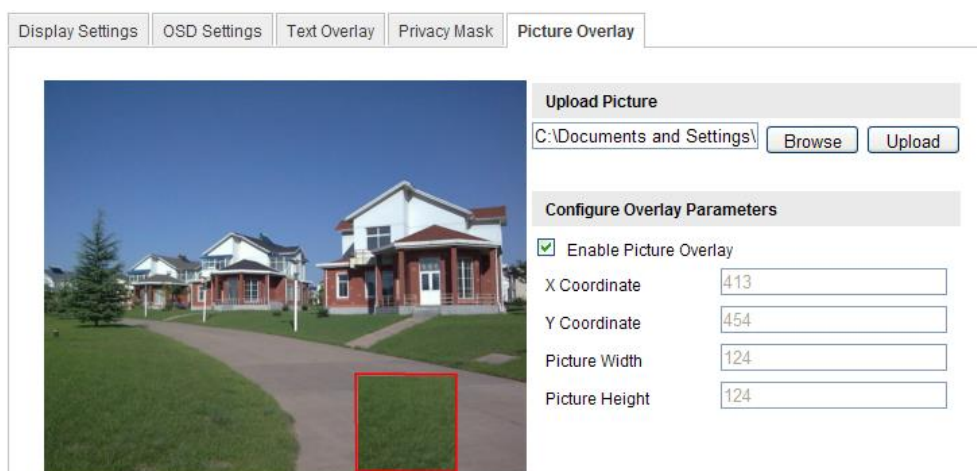 Display Settings
OSD Settings
Text Overlay
Privacy Mask
Picture Overlay
Upload Picture
C:\Documents and Settings\
Browse
Upload
Configure Overlay Parameters
Enable Picture Overlay
X Coordinate 413
Y Coordinate 454
Picture Width 124
Picture Height 124